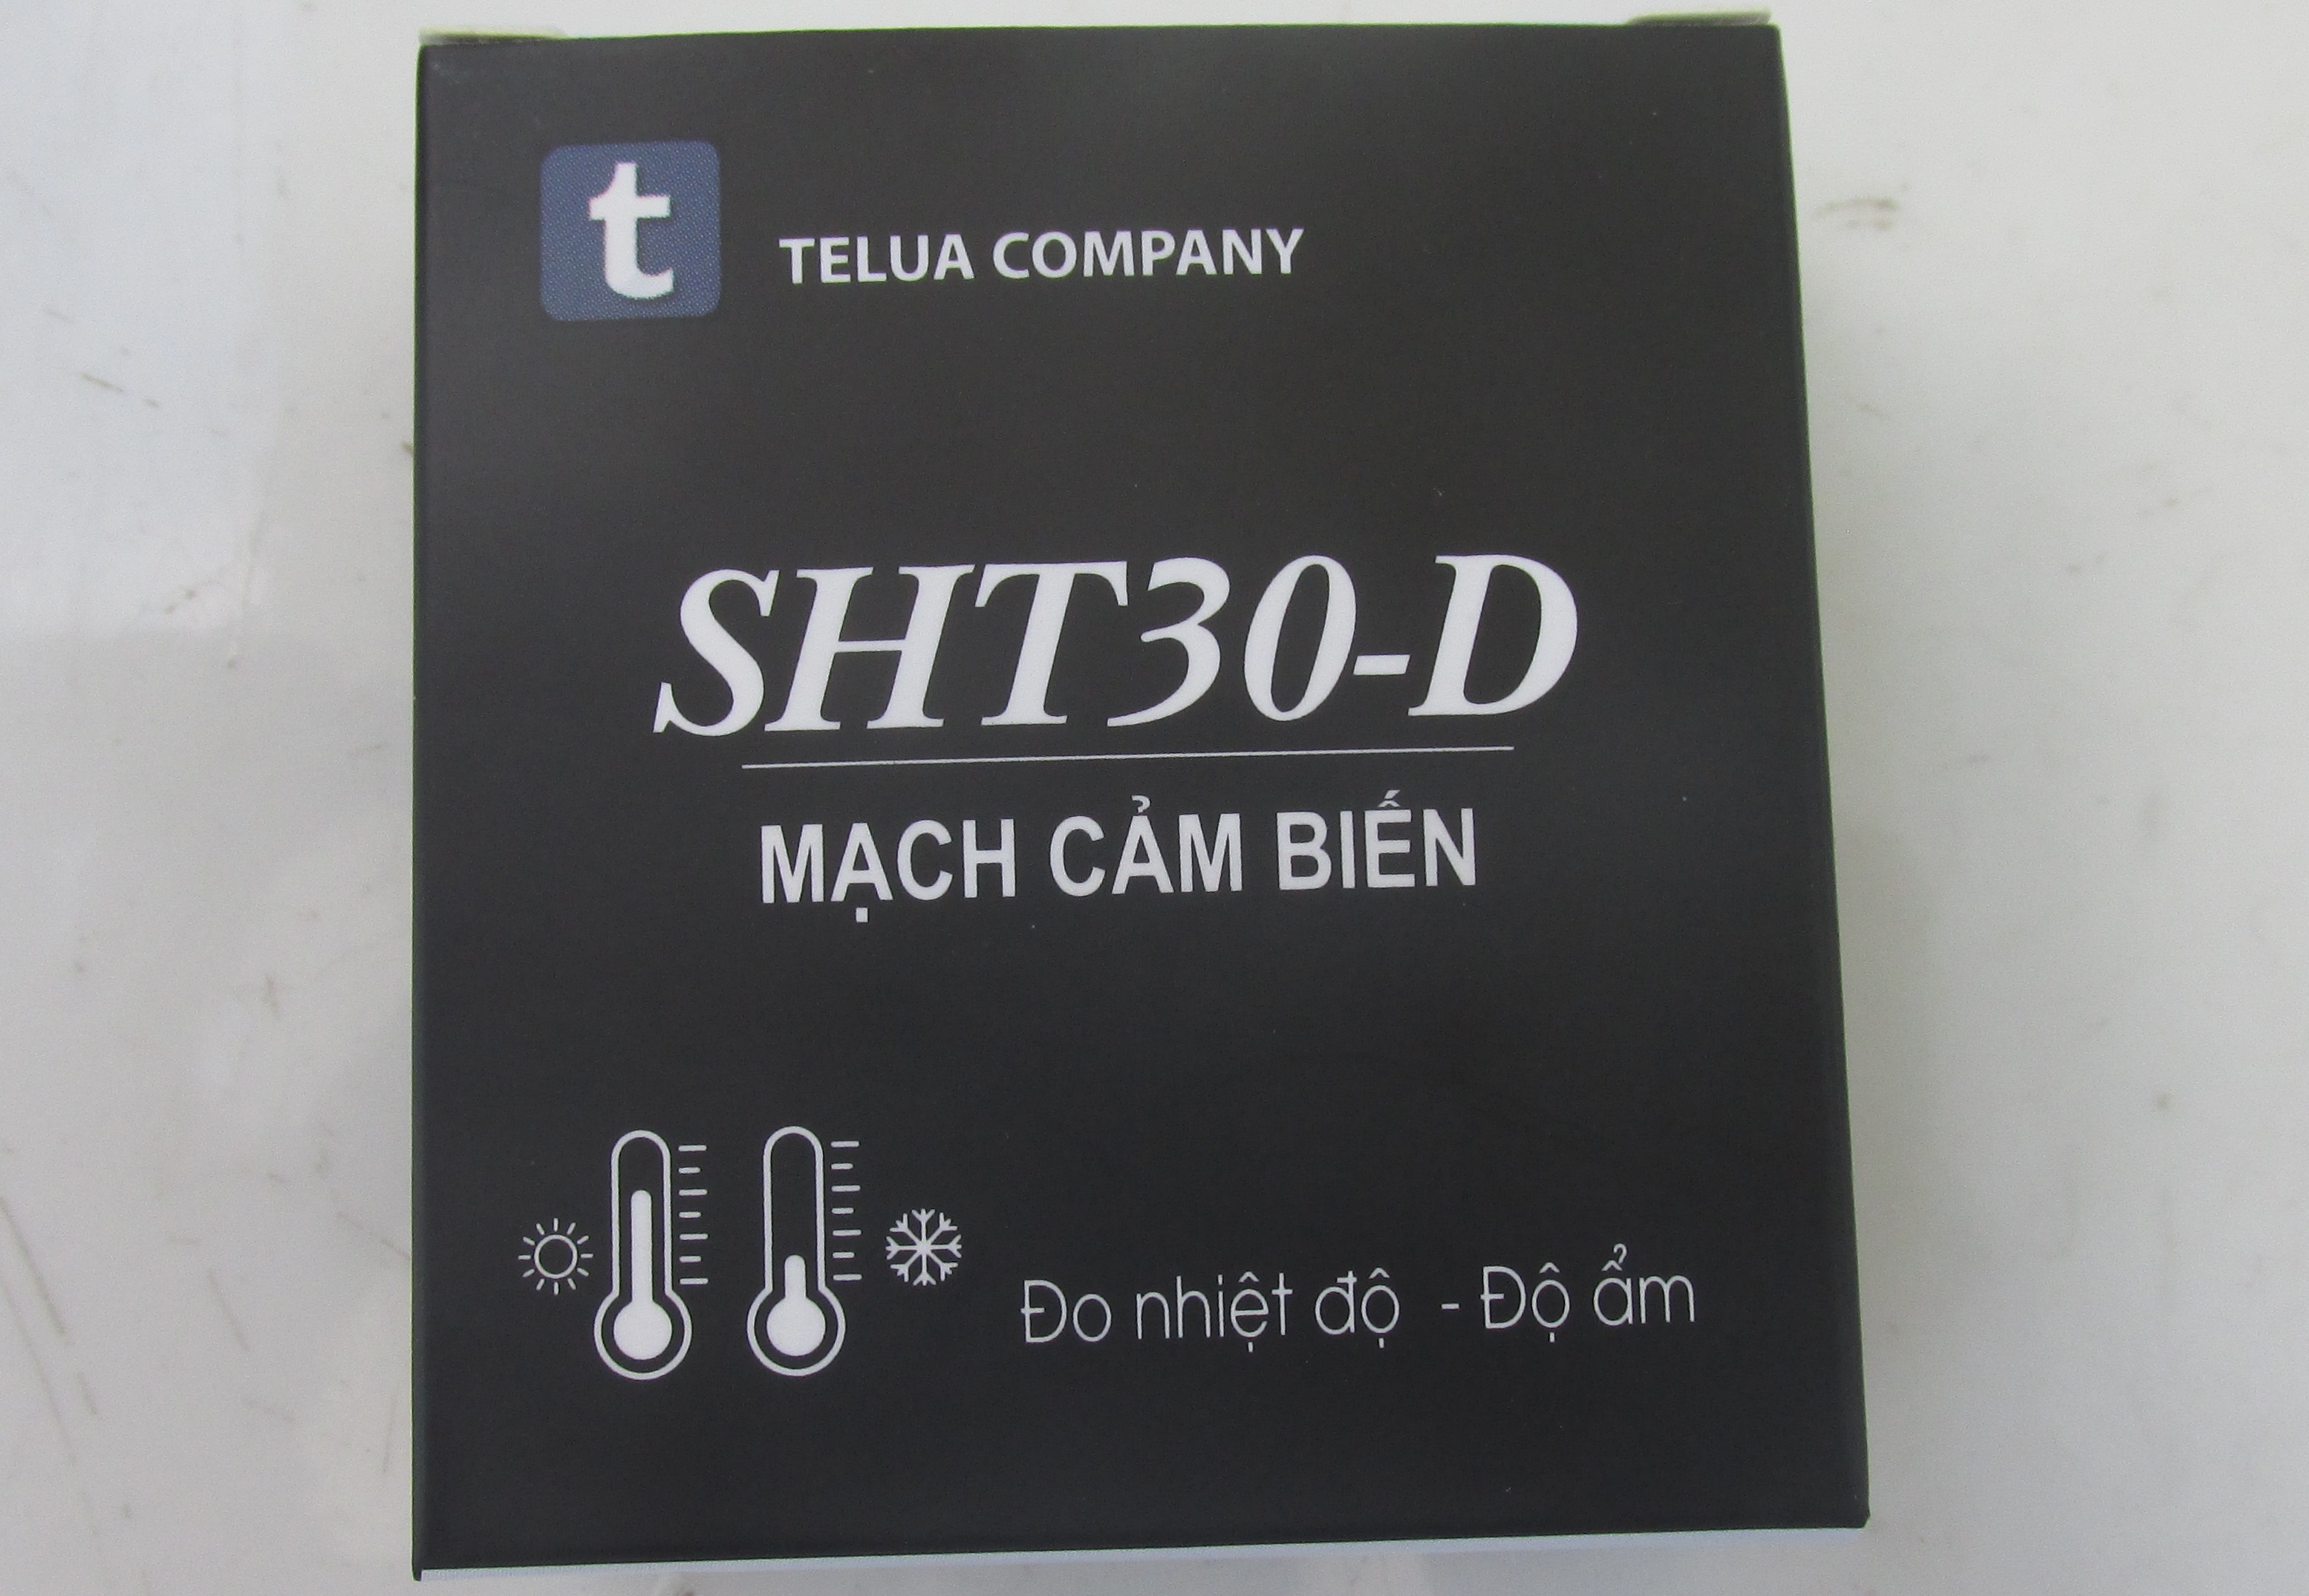 t
TELUA COMPANY
SHT30-D
MẠCH CẢM BIẾN
Đo nhiệt độ - Độ ẩm